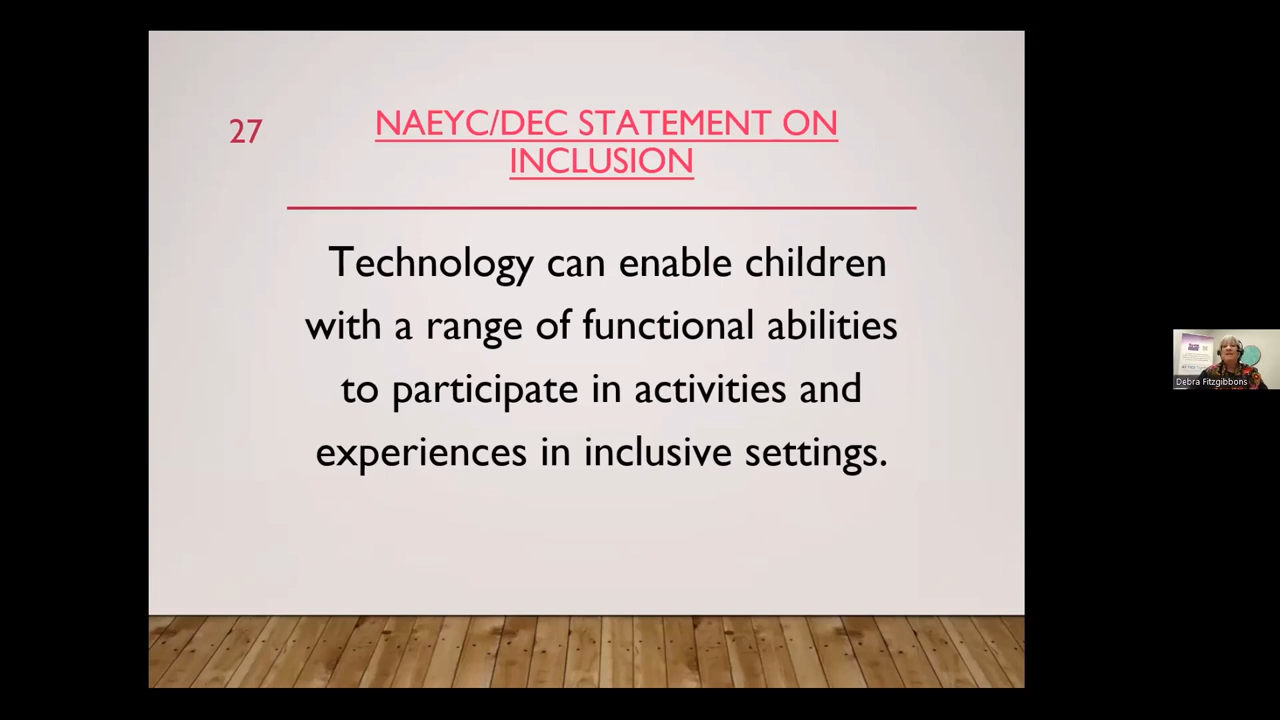 27
NAEYC/DEC STATEMENT ON
INCLUSION
Technology can enable children
with a range of functional abilities
to participate in activities and
experiences in inclusive settings.
Debra Fitzgibbons